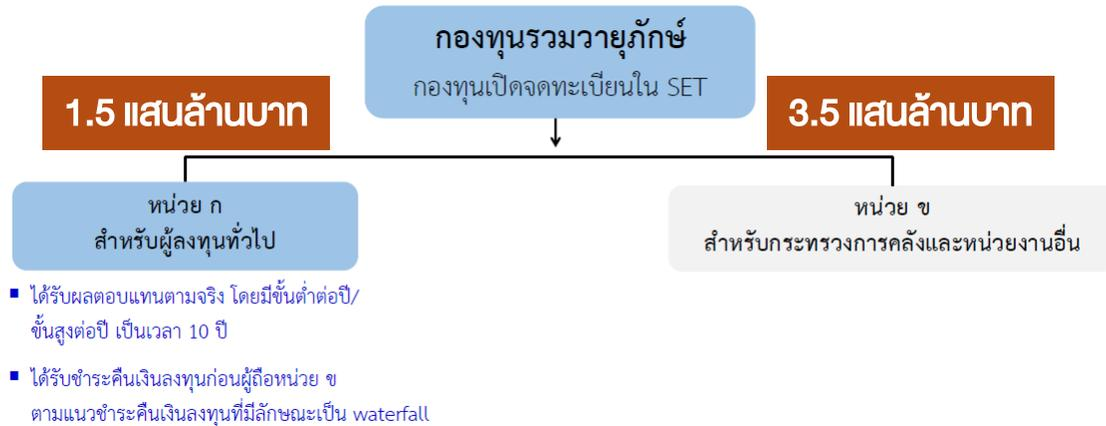 กองทุนรวมวายุภักษ์
กองทุนเปิดจดทะเบียนใน SET
1.5 แสนล้านบาท
3.5 แสนล้านบาท
หน่วย ก
สำหรับผู้ลงทุนทั่วไป
หน่วย ข
สำหรับกระทรวงการคลังและหน่วยงานอื่น
▪ ได้รับผลตอบแทนตามจริง โดยมีขั้นต่ำต่อปี/
ขั้นสูงต่อปี เป็นเวลา 10 ปี
▪ ได้รับชำระคืนเงินลงทุนก่อนผู้ถือหน่วย ข
ตามแนวชำระคืนเงินลงทุนที่มีลักษณะเป็น waterfall